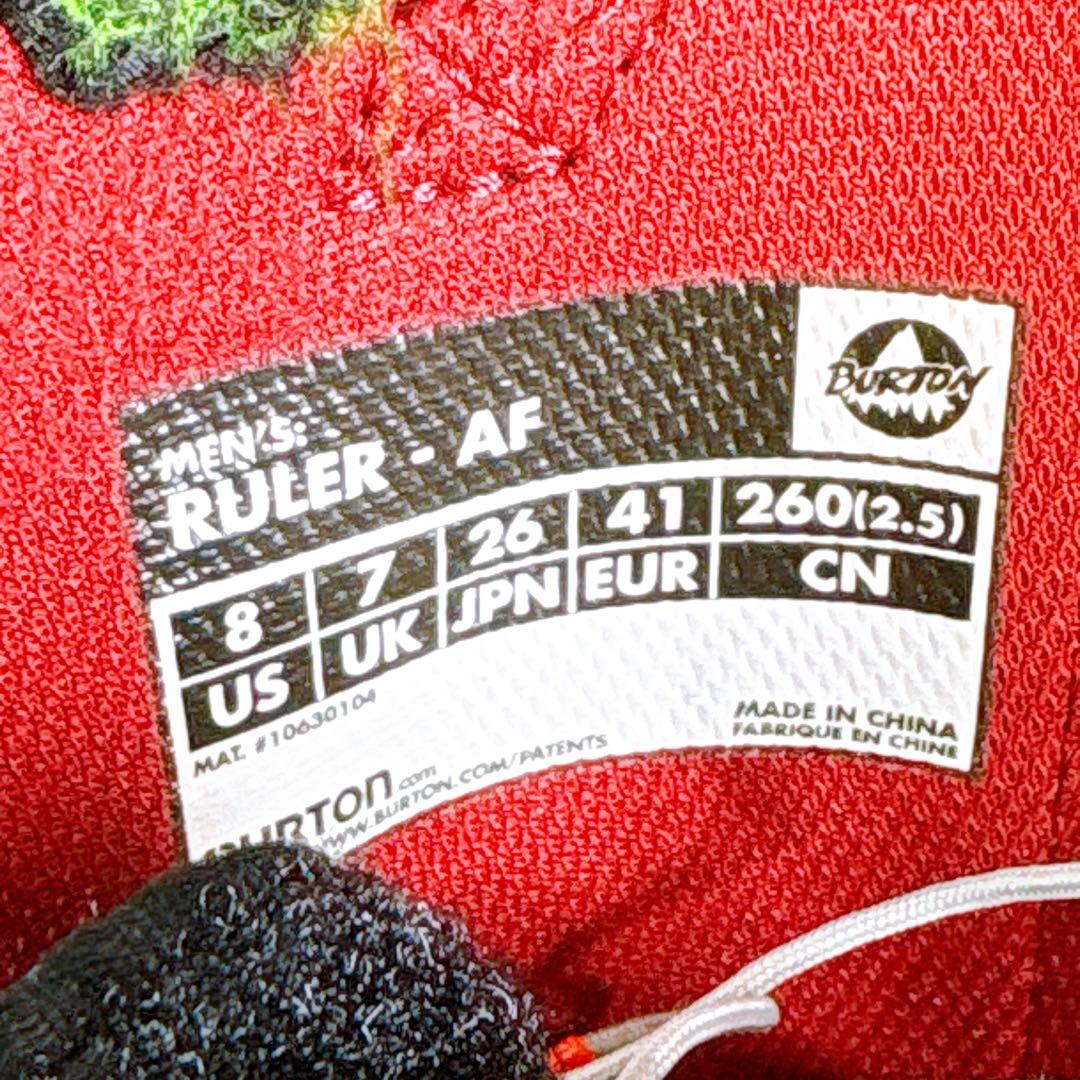 BURTON
MEN'S:
RULER - AF
8 7 26 41 260(2.5)
US UK JPN EUR CN
MAT. #10630104
MADE IN CHINA
FABRIQUE EN CHINE
BURTON.com
WWW.BURTON.COM/PATENTS